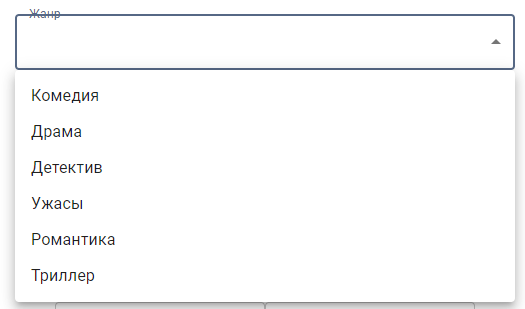 Жанр
Комедия
Драма
Детектив
Ужасы
Романтика
Триллер